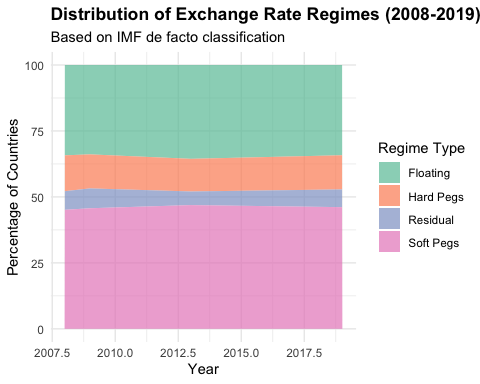 Distribution of Exchange Rate Regimes (2008-2019)
Based on IMF de facto classification
Percentage of Countries
100
75
50
25
0
2007.5 2010.0 2012.5 2015.0 2017.5
Year
Regime Type
Floating
Hard Pegs
Residual
Soft Pegs